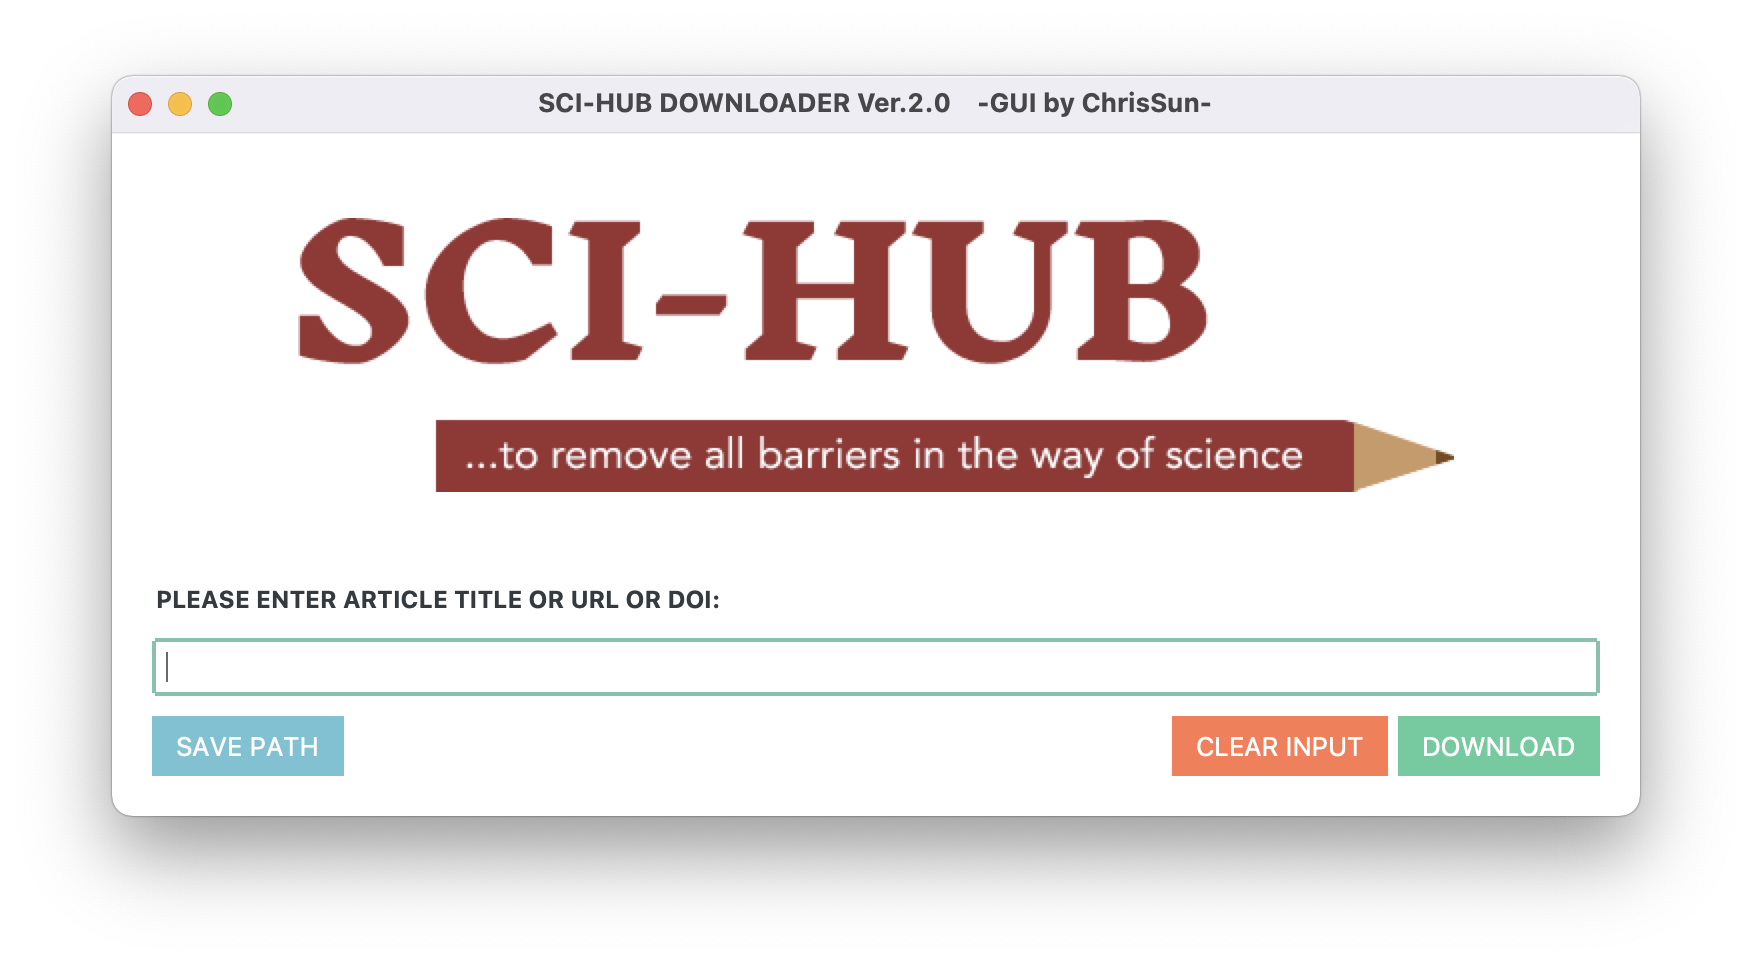 SCI-HUB DOWNLOADER Ver.2.0    -GUI by ChrisSun-
SCI-HUB
...to remove all barriers in the way of science
PLEASE ENTER ARTICLE TITLE OR URL OR DOI:
SAVE PATH
CLEAR INPUT
DOWNLOAD